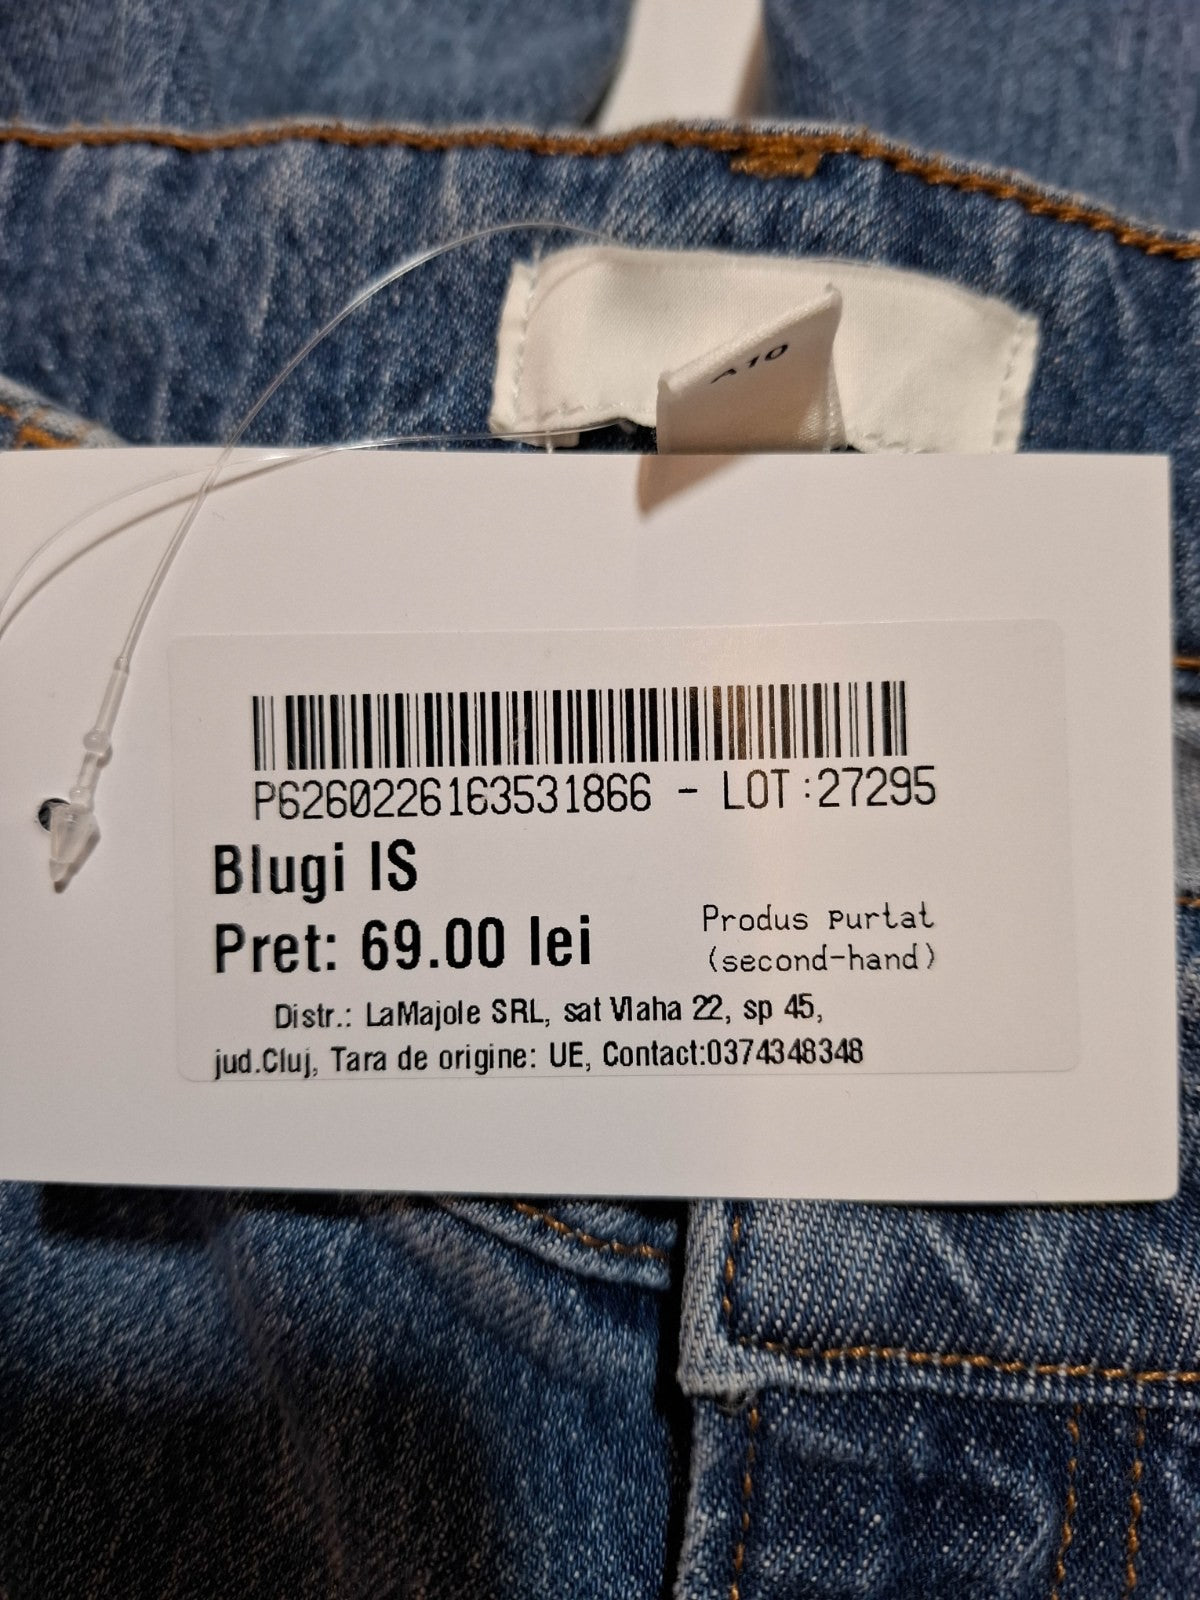 10
P6260226163531866 - LOT:27295
Blugi IS
Pret: 69.00 lei
Produs purtat
(second-hand)
Distr.: LaMajole SRL, sat Vlaha 22, sp 45,
jud.Cluj, Tara de origine: UE, Contact:0374348348